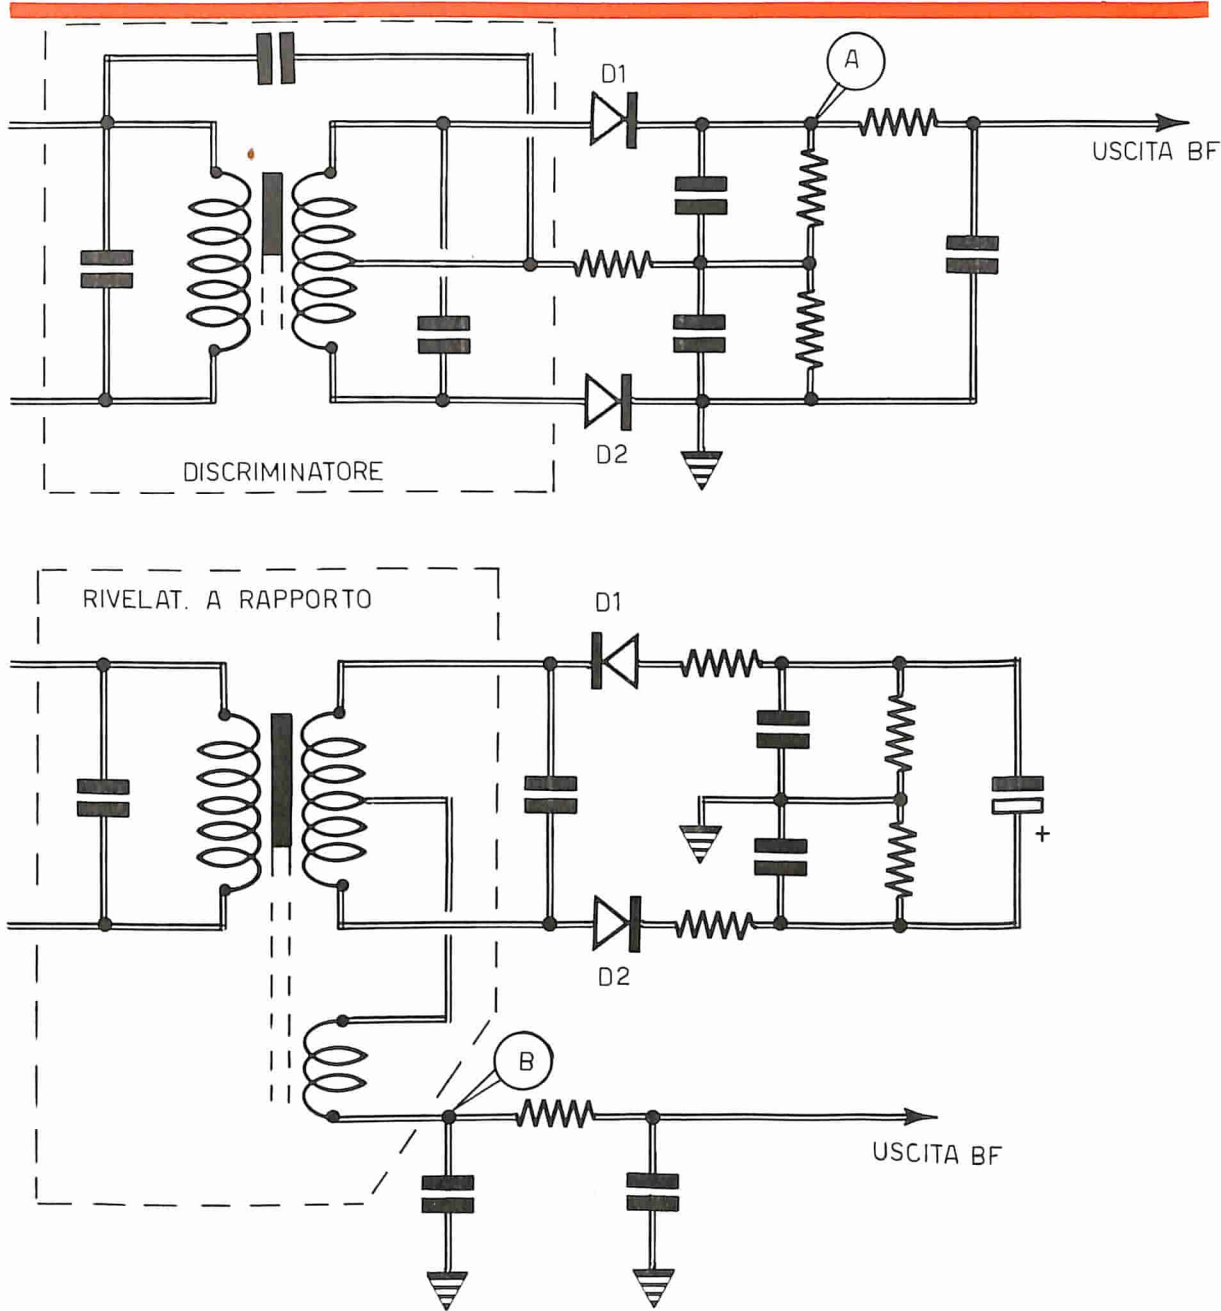 D1
A
USCITA BF
D2
DISCRIMINATORE
RIVELAT. A RAPPORTO
D1
+
D2
B
USCITA BF